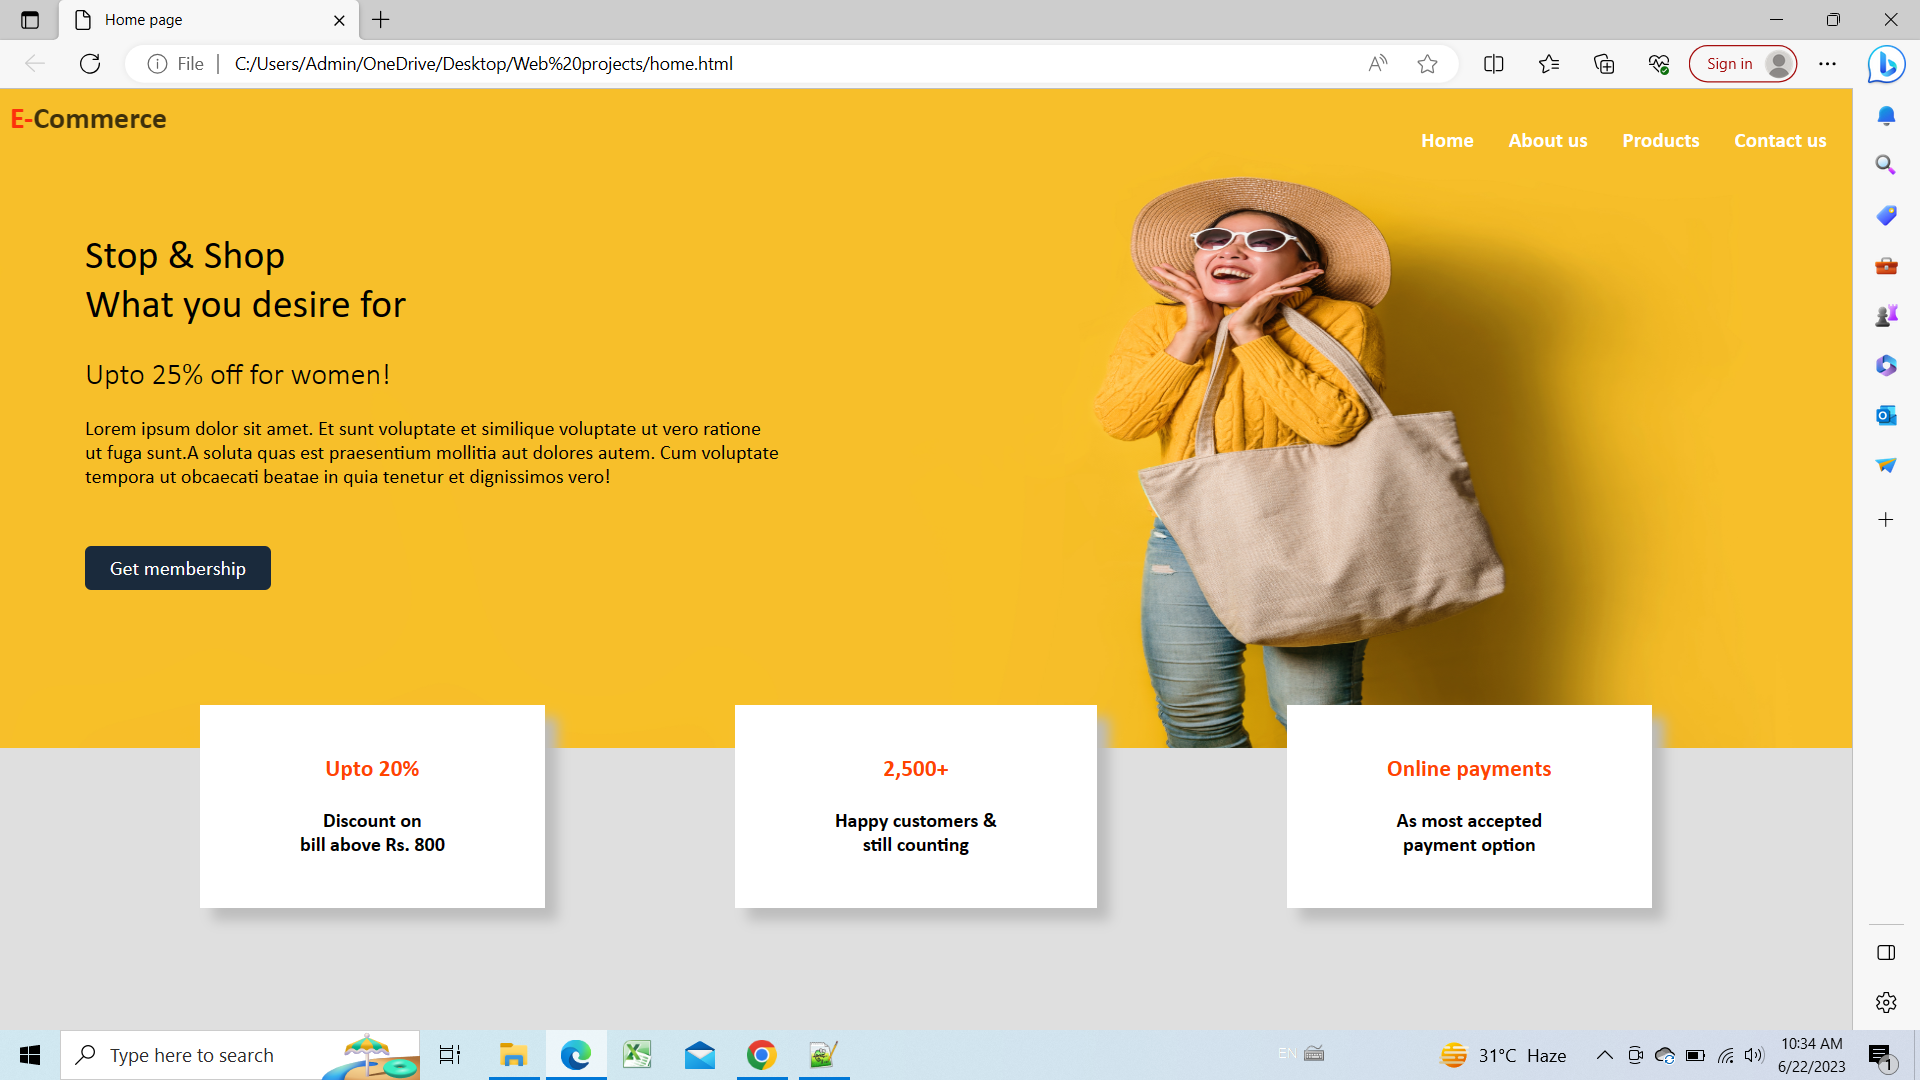 Home page
File
C:/Users/Admin/OneDrive/Desktop/Web%20projects/home.html
Sign in
E-Commerce
Home
About us
Products
Contact us
Stop & Shop
What you desire for
Upto 25% off for women!
Lorem ipsum dolor sit amet. Et sunt voluptate et similique voluptate ut vero ratione
ut fuga sunt.A soluta quas est praesentium mollitia aut dolores autem. Cum voluptate
tempora ut obcaecati beatae in quia tenetur et dignissimos vero!
Get membership
Upto 20%
Discount on
bill above Rs. 800
2,500+
Happy customers &
still counting
Online payments
As most accepted
payment option
Type here to search
EN
31°C Haze
10:34 AM
6/22/2023
1